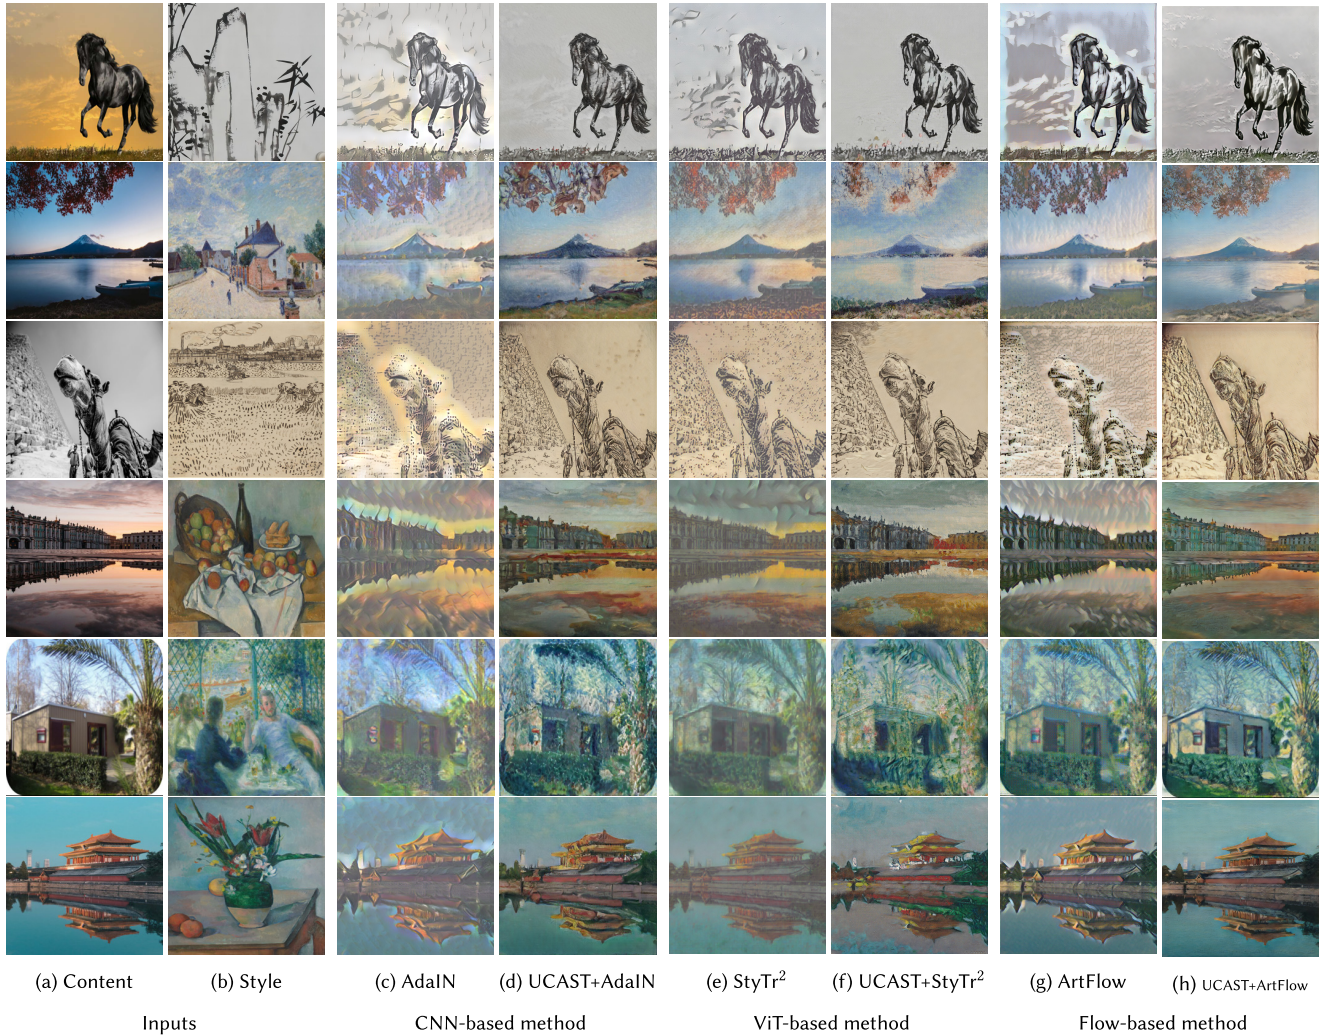 (a) Content (b) Style (c) AdaIN (d) UCAST+AdaIN (e) StyTr² (f) UCAST+StyTr² (g) ArtFlow (h) UCAST+ArtFlow
Inputs CNN-based method ViT-based method Flow-based method